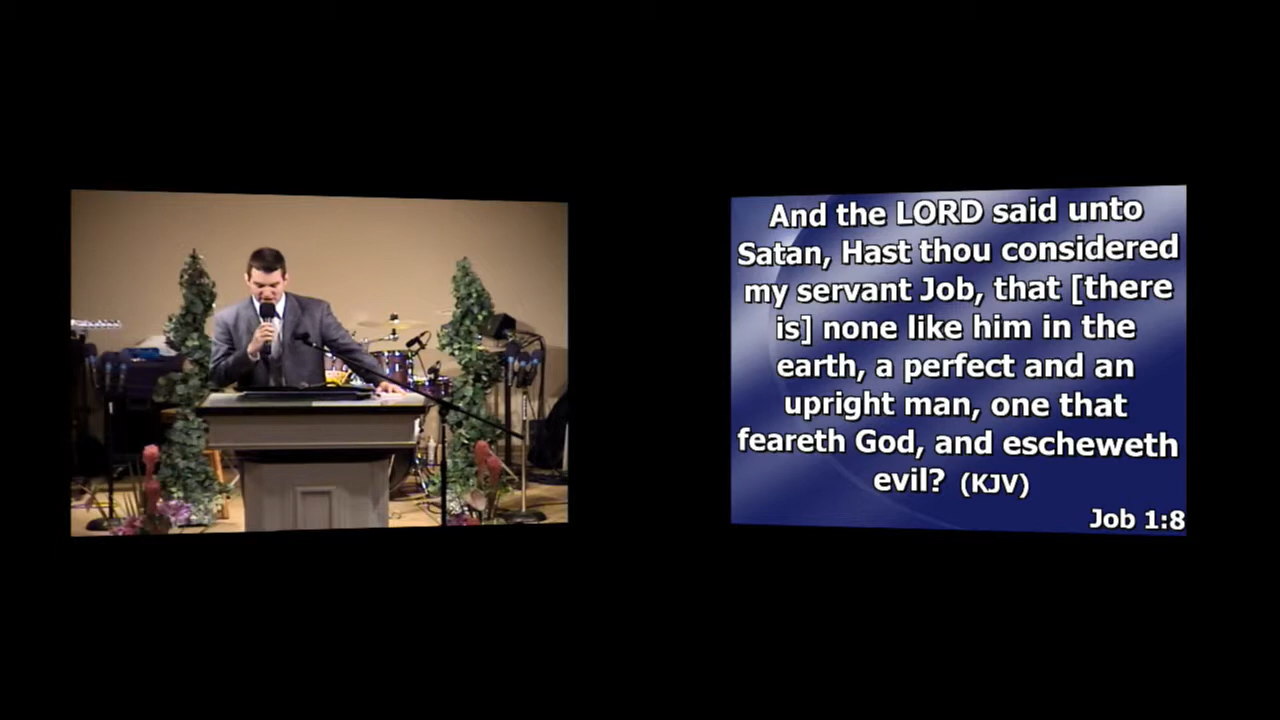 And the LORD said unto
Satan, Hast thou considered
my servant Job, that [there
is] none like him in the
earth, a perfect and an
upright man, one that
feareth God, and escheweth
evil? (KJV)
Job 1:8